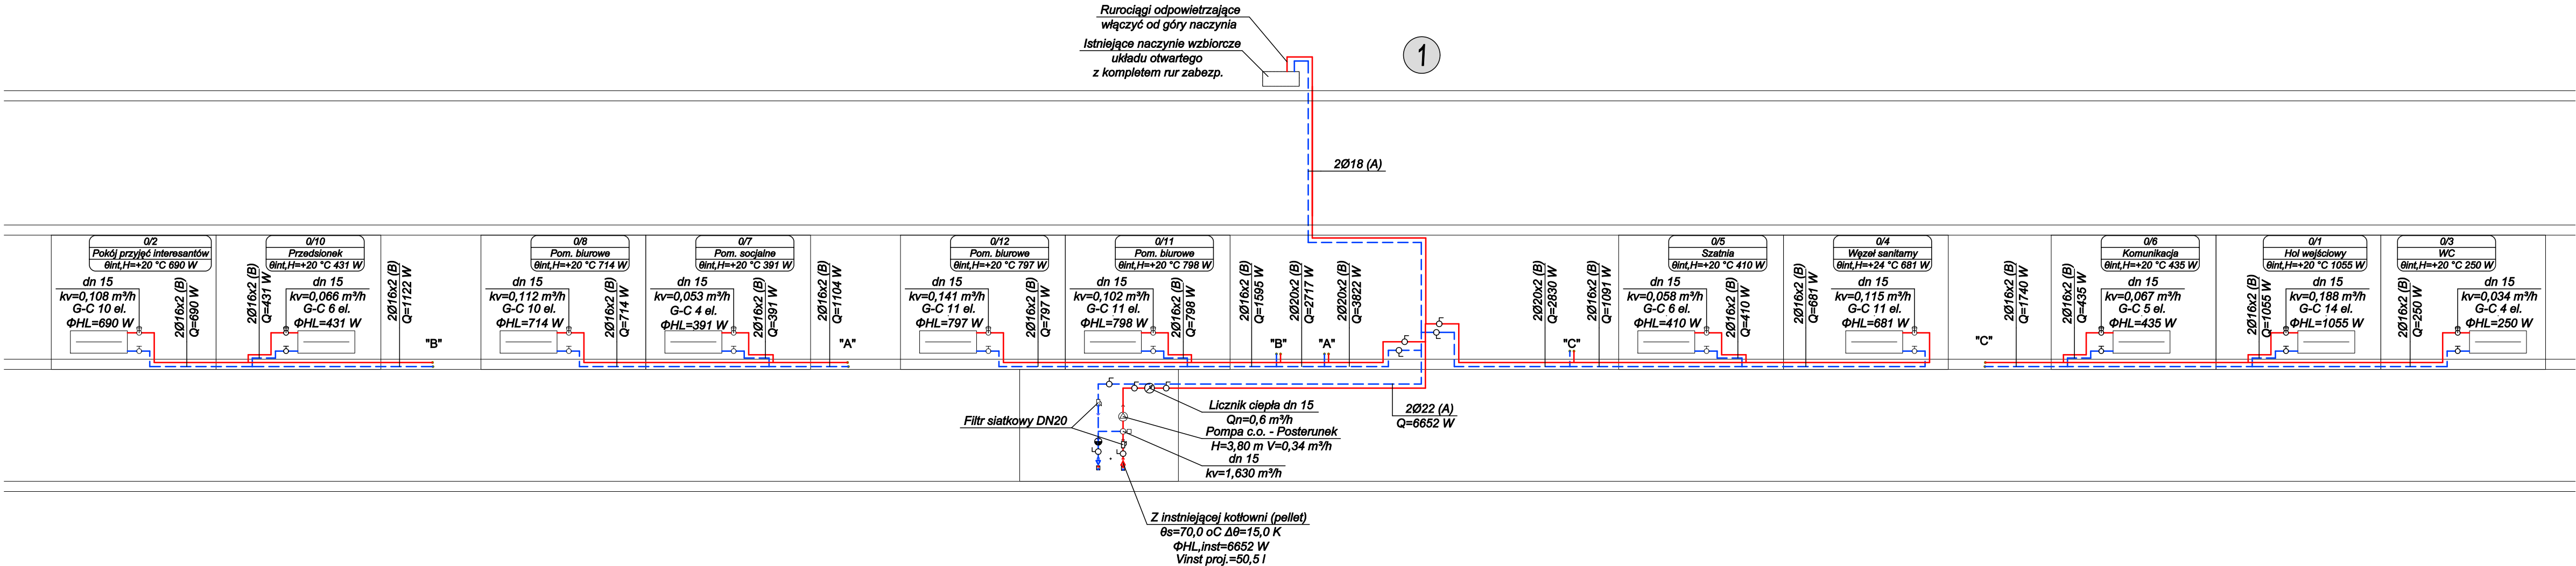 Rurociągi odpowietrzające
włączyć od góry naczynia
Istniejące naczynie wzbiorcze
układu otwartego
z kompletem rur zabezp.
1
2Ø18 (A)
0/2
Pokój przyjęć interesantów
θint,H=+20 °C 690 W
dn 15
kv=0,108 m³/h
G-C 10 el.
ΦHL=690 W
2Ø16x2 (B)
Q=690 W
0/10
Przedsionek
θint,H=+20 °C 431 W
2Ø16x2 (B)
Q=431 W
dn 15
kv=0,066 m³/h
G-C 6 el.
ΦHL=431 W
2Ø16x2 (B)
Q=1122 W
"B"
0/8
Pom. biurowe
θint,H=+20 °C 714 W
dn 15
kv=0,112 m³/h
G-C 10 el.
ΦHL=714 W
2Ø16x2 (B)
Q=714 W
0/7
Pom. socjalne
θint,H=+20 °C 391 W
dn 15
kv=0,053 m³/h
G-C 4 el.
ΦHL=391 W
2Ø16x2 (B)
Q=391 W
2Ø16x2 (B)
Q=1104 W
"A"
0/12
Pom. biurowe
θint,H=+20 °C 797 W
dn 15
kv=0,141 m³/h
G-C 11 el.
ΦHL=797 W
2Ø16x2 (B)
Q=797 W
0/11
Pom. biurowe
θint,H=+20 °C 798 W
dn 15
kv=0,102 m³/h
G-C 11 el.
ΦHL=798 W
2Ø16x2 (B)
Q=798 W
2Ø16x2 (B)
Q=1595 W
"B"
2Ø20x2 (B)
Q=2717 W
"A"
2Ø20x2 (B)
Q=3822 W
2Ø20x2 (B)
Q=2830 W
"C"
2Ø16x2 (B)
Q=1091 W
0/5
Szatnia
θint,H=+20 °C 410 W
dn 15
kv=0,058 m³/h
G-C 6 el.
ΦHL=410 W
2Ø16x2 (B)
Q=410 W
0/4
Węzeł sanitarny
θint,H=+24 °C 681 W
2Ø16x2 (B)
Q=681 W
dn 15
kv=0,115 m³/h
G-C 11 el.
ΦHL=681 W
"C"
2Ø16x2 (B)
Q=1740 W
0/6
Komunikacja
θint,H=+20 °C 435 W
2Ø16x2 (B)
Q=435 W
dn 15
kv=0,067 m³/h
G-C 5 el.
ΦHL=435 W
0/1
Hol wejściowy
θint,H=+20 °C 1055 W
2Ø16x2 (B)
Q=1055 W
dn 15
kv=0,188 m³/h
G-C 14 el.
ΦHL=1055 W
0/3
WC
θint,H=+20 °C 250 W
2Ø16x2 (B)
Q=250 W
dn 15
kv=0,034 m³/h
G-C 4 el.
ΦHL=250 W
Filtr siatkowy DN20
Licznik ciepła dn 15
Qn=0,6 m³/h
Pompa c.o. - Posterunek
H=3,80 m V=0,34 m³/h
dn 15
kv=1,630 m³/h
2Ø22 (A)
Q=6652 W
Z instniejącej kotłowni (pellet)
θs=70,0 oC Δθ=15,0 K
ΦHL,inst=6652 W
Vinst proj.=50,5 l